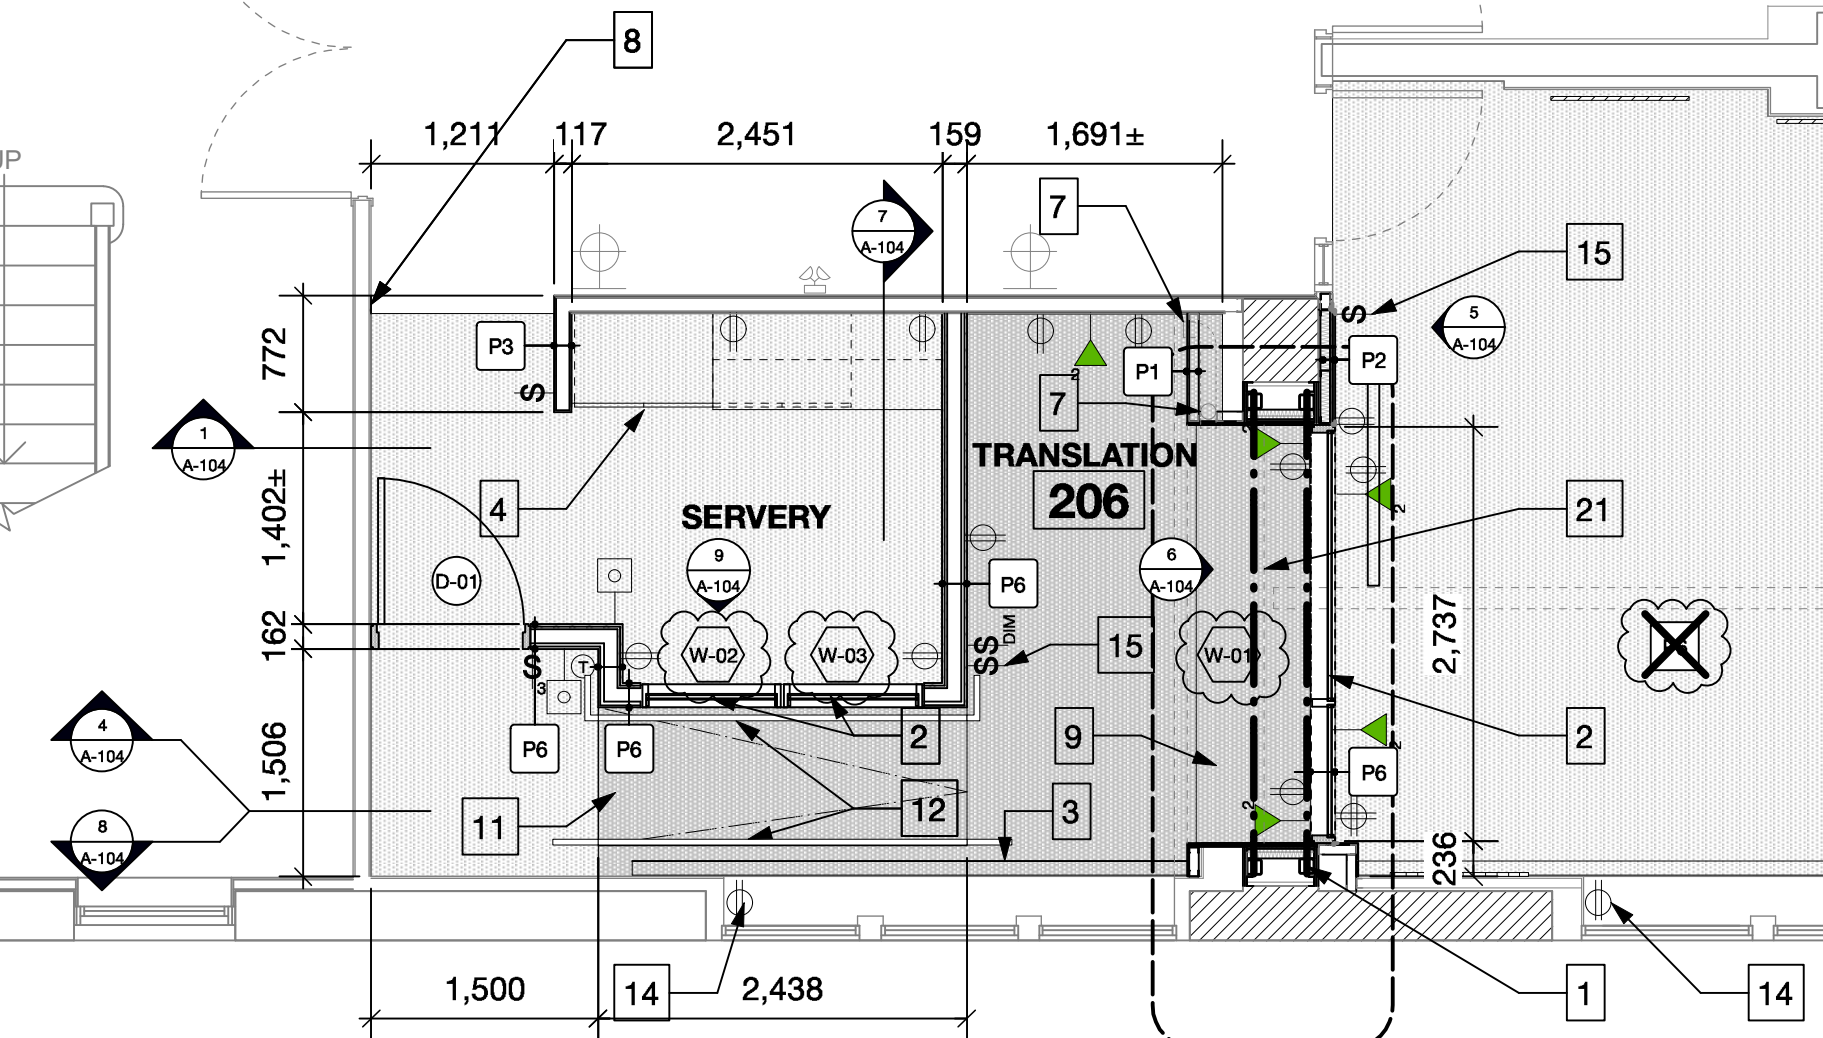 8
1,211
117
2,451
159
1,691±
UP
7
7
A-104
15
5
A-104
772
P3
S
S
P1
P2
2
7
1
A-104
4
TRANSLATION
206
SERVERY
2
21
2
1,402±
D-01
9
A-104
6
A-104
P6
DIM
SS
15
162
W-02
W-03
W-01
2,737
S
3
T
4
A-104
P6
P6
2
9
2
2
P6
1,506
11
12
3
2
8
A-104
236
1,500
14
2,438
1
14